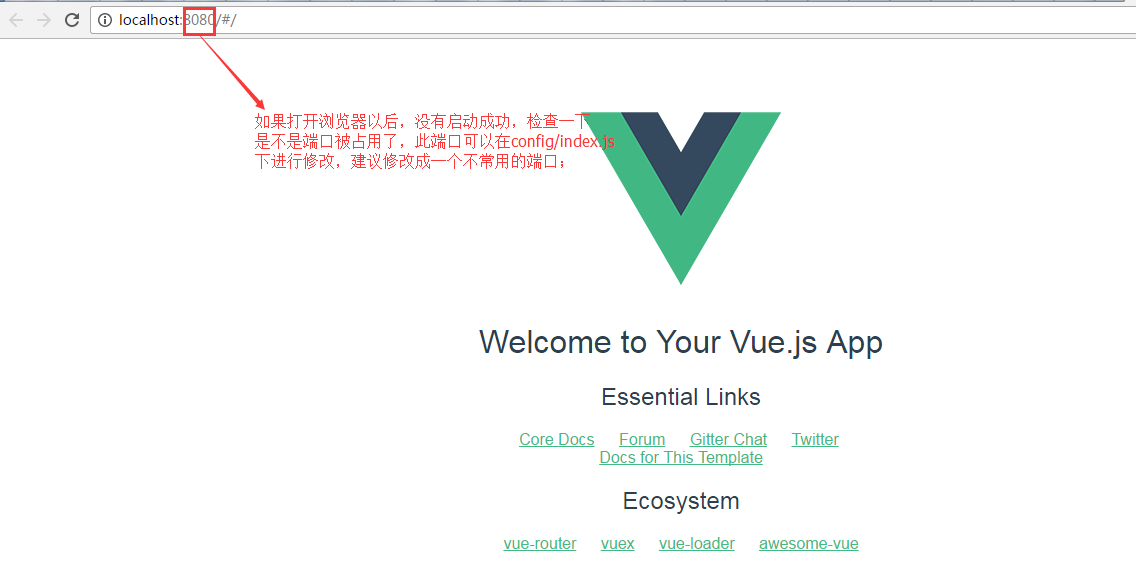 localhost:8080/#/
如果打开浏览器以后，没有启动成功，检查一下
是不是端口被占用了，此端口可以在config/index.js
下进行修改，建议修改成一个不常用的端口；
Welcome to Your Vue.js App
Essential Links
Core Docs Forum Gitter Chat Twitter
Docs for This Template
Ecosystem
vue-router vuex vue-loader awesome-vue